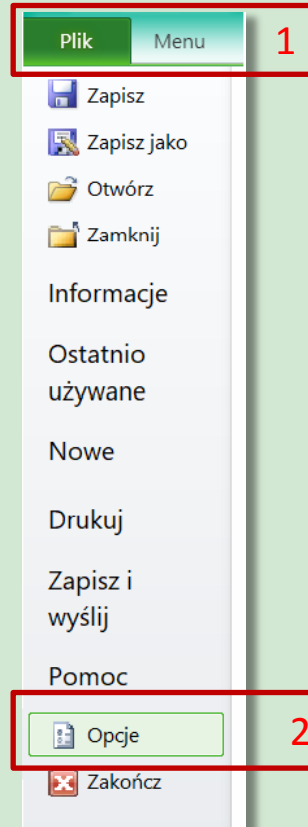 Plik Menu 1
Zapisz
Zapisz jako
Otwórz
Zamknij
Informacje
Ostatnio
używane
Nowe
Drukuj
Zapisz i
wyślij
Pomoc
Opcje 2
Zakończ